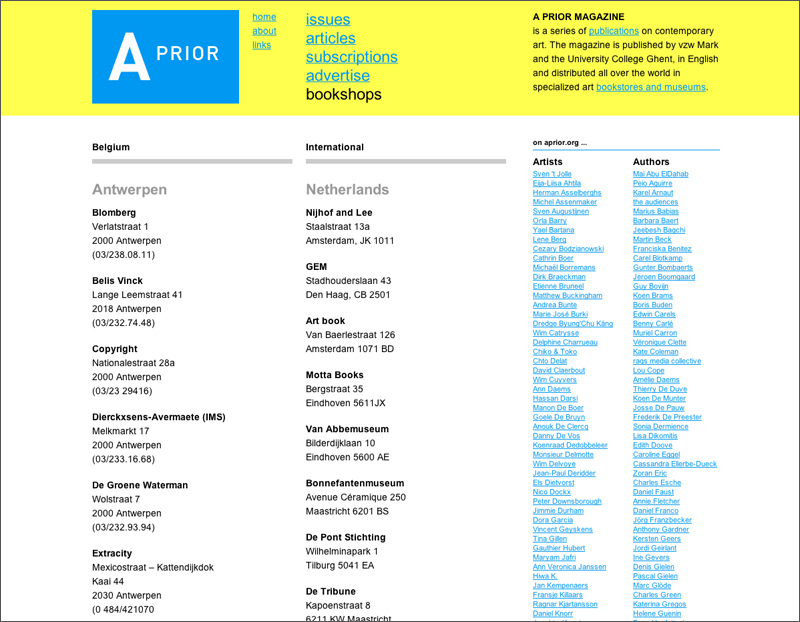 A PRIOR
home
about
links
issues
articles
subscriptions
advertise
bookshops
A PRIOR MAGAZINE
is a series of publications on contemporary
art. The magazine is published by vzw Mark
and the University College Ghent, in English
and distributed all over the world in
specialized art bookstores and museums.
Belgium
Antwerpen
Blomberg
Verlatstraat 1
2000 Antwerpen
(03/238.08.11)
Belis Vinck
Lange Leemstraat 41
2018 Antwerpen
(03/232.74.48)
Copyright
Nationalestraat 28a
2000 Antwerpen
(03/23 29416)
Dierckxsens-Avermaete (IMS)
Melkmarkt 17
2000 Antwerpen
(03/233.16.68)
De Groene Waterman
Wolstraat 7
2000 Antwerpen
(03/232.93.94)
Extracity
Mexicostraat – Kattendijkdok
Kaai 44
2030 Antwerpen
(0 484/421070
International
Netherlands
Nijhof and Lee
Staalstraat 13a
Amsterdam, JK 1011
GEM
Stadhouderslaan 43
Den Haag, CB 2501
Art book
Van Baerlestraat 126
Amsterdam 1071 BD
Motta Books
Bergstraat 35
Eindhoven 5611JX
Van Abbemuseum
Bilderdijklaan 10
Eindhoven 5600 AE
Bonnefantenmuseum
Avenue Céramique 250
Maastricht 6201 BS
De Pont Stichting
Wilhelminapark 1
Tilburg 5041 EA
De Tribune
Kapoenstraat 8
6211 KW Maastricht
on aprior.org ...
Artists
Sven 't Jolle
Eija-Liisa Ahtila
Herman Asselberghs
Michel Assenmaker
Sven Augustijnen
Orla Barry
Yael Bartana
Lene Berg
Cezary Bodzianowski
Cathrin Boer
Michaël Borremans
Dirk Braeckman
Etienne Bruneel
Matthew Buckingham
Andrea Bunte
Marie José Burki
Dredge Byung'Chu Käng
Wim Catrysse
Delphine Charrueau
Chiko & Toko
Chto Delat
David Claerbout
Wim Cuyvers
Ann Daems
Hassan Darsi
Manon De Boer
Goele De Bruyn
Anouk De Clercq
Danny De Vos
Koenraad Dedobbeleer
Monsieur Delmotte
Wim Delvoye
Jean-Paul Deridder
Els Dietvorst
Nico Dockx
Peter Downsborough
Jimmie Durham
Dora Garcia
Vincent Geyskens
Tina Gillen
Gauthier Hubert
Maryam Jafri
Ann Veronica Janssen
Hiwa K.
Jan Kempenaers
Fransje Killaars
Ragnar Kjartansson
Daniel Knorr
Authors
Mai Abu ElDahab
Peio Aguirre
Karel Arnaut
the audiences
Marius Babias
Barbara Baert
Jeebesh Bagchi
Martin Beck
Franciska Benitez
Carel Blotkamp
Gunter Bombaerts
Jeroen Boomgaard
Guy Bovijn
Koen Brams
Boris Buden
Edwin Carels
Benny Carlé
Muriel Carron
Véronique Clette
Kate Coleman
raqs media collective
Lou Cope
Amélie Daems
Thierry De Duve
Koen De Munter
Josse De Pauw
Frederik De Preester
Sonia Dermience
Lisa Dikomitis
Edith Doove
Caroline Eggel
Cassandra Ellerbe-Dueck
Zoran Eric
Charles Esche
Daniel Faust
Annie Fletcher
Daniel Franco
Jörg Franzbecker
Anthony Gardner
Kersten Geers
Jordi Geirlant
Ine Gevers
Denis Gielen
Pascal Gielen
Marc Glöde
Charles Green
Katerina Gregos
Helene Guenin